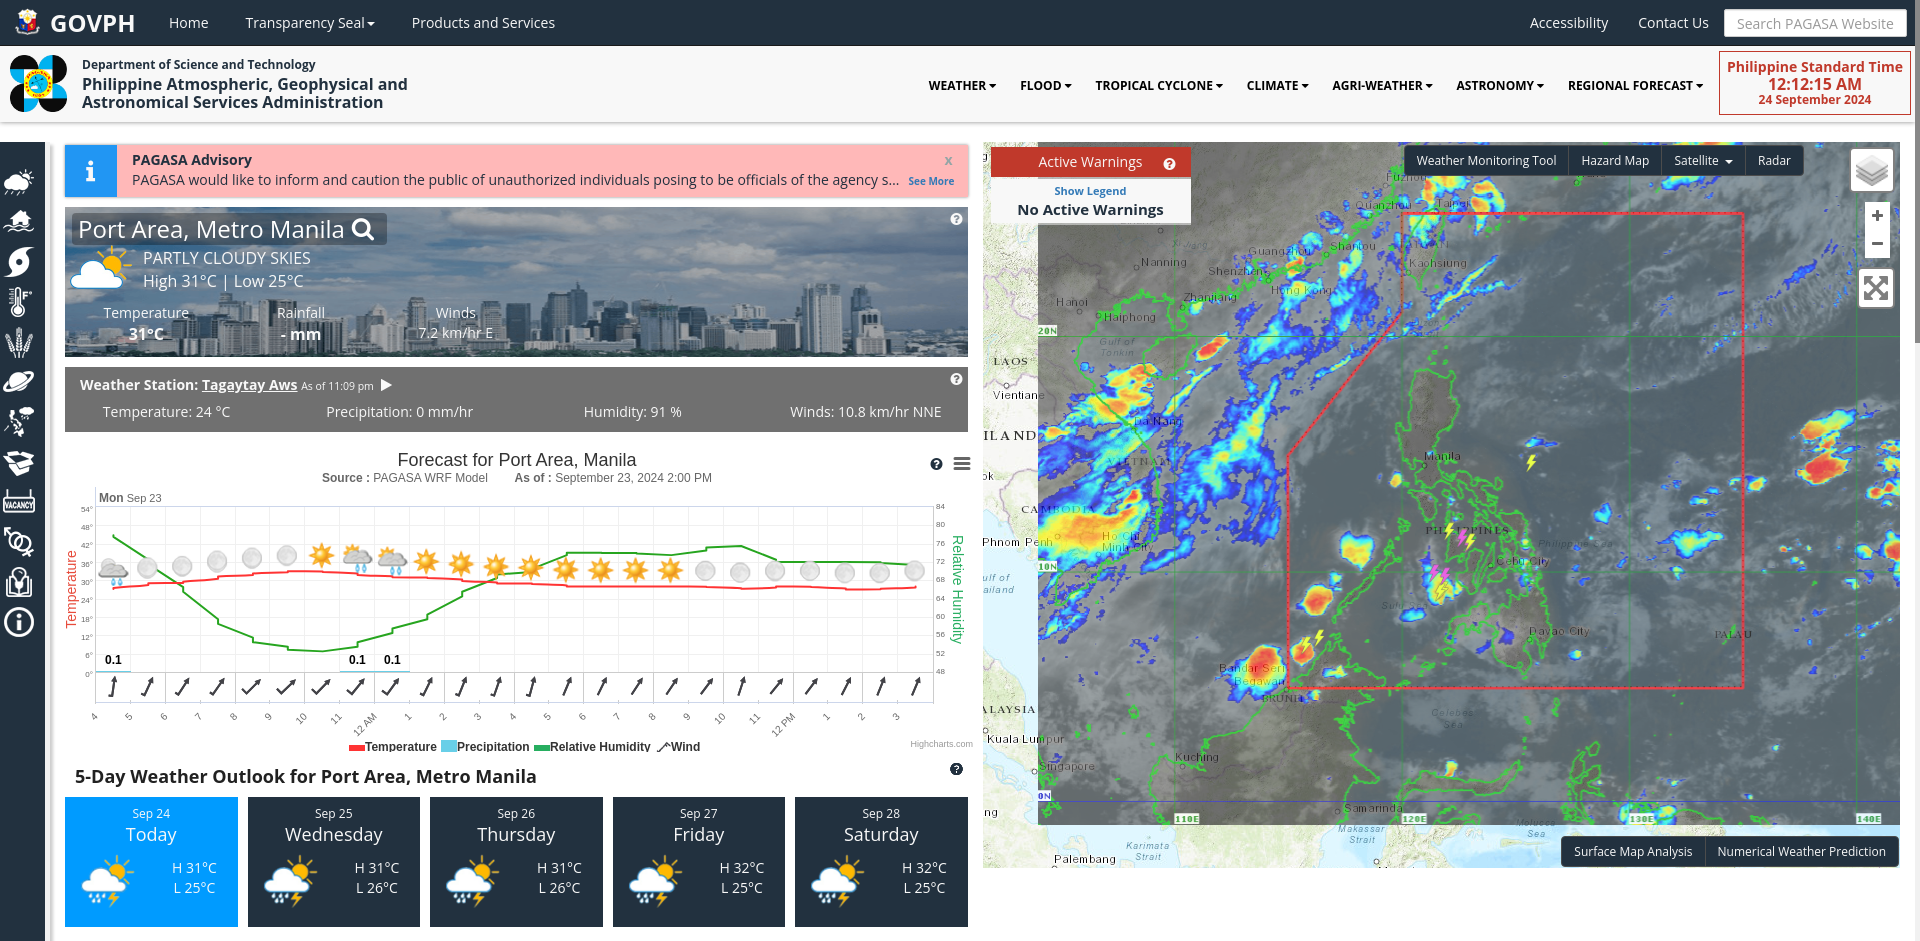 GOVPH
Home
Transparency Seal
Products and Services
Accessibility
Contact Us
Search PAGASA Website
Department of Science and Technology
Philippine Atmospheric, Geophysical and
Astronomical Services Administration
WEATHER
FLOOD
TROPICAL CYCLONE
CLIMATE
AGRI-WEATHER
ASTRONOMY
REGIONAL FORECAST
Philippine Standard Time
12:12:15 AM
24 September 2024
VACANCY
PAGASA Advisory
x
PAGASA would like to inform and caution the public of unauthorized individuals posing to be officials of the agency s...
See More
Port Area, Metro Manila
PARTLY CLOUDY SKIES
High 31°C | Low 25°C
Temperature
Rainfall
Winds
31°C
- mm
7.2 km/hr E
Weather Station: Tagaytay Aws As of 11:09 pm
Temperature: 24 °C
Precipitation: 0 mm/hr
Humidity: 91 %
Winds: 10.8 km/hr NNE
Forecast for Port Area, Manila
Source : PAGASA WRF Model As of : September 23, 2024 2:00 PM
Mon Sep 23
Temperature
54°
48°
42°
36°
30°
24°
18°
12°
6°
0°
84
80
76
72
68
64
60
56
52
48
Relative Humidity
0.1
0.1
0.1
4
5
6
7
8
9
10
11
12 AM
1
2
3
4
5
6
7
8
9
10
11
12 PM
1
2
3
Temperature
Precipitation
Relative Humidity
Wind
Highcharts.com
5-Day Weather Outlook for Port Area, Metro Manila
Sep 24
Today
H 31°C
L 25°C
Sep 25
Wednesday
H 31°C
L 26°C
Sep 26
Thursday
H 31°C
L 26°C
Sep 27
Friday
H 32°C
L 25°C
Sep 28
Saturday
H 32°C
L 25°C
Active Warnings
Show Legend
No Active Warnings
Weather Monitoring Tool
Hazard Map
Satellite
Radar
+
−
Fuzhou
Quanzhou
Taipei
Guangzhou
Shantou
Kaohsiung
Nanning
Shenzhen
Hong Kong
Zhanjiang
Hanoi
Haiphong
20N
Gulf of
Tonkin
LAOS
Vientiane
Da Nang
ILAND
VIETNAM
Manila
ok
CAMBODIA
Phnom Penh
Ho Chi
Minh City
PHILIPPINES
Philippine
Cebu City
10N
ulf of
ailand
Sulu Sea
Davao City
PALAU
Bandar Seri
Begawan
BRUNEI
ALAYSIA
Celebes
Sea
Kuala Lumpur
Kuching
Singapore
0N
ng
Samarinda
110E
120E
130E
140E
Makassar
Strait
Molucca
Sea
Karimata
Strait
Palembang
Surface Map Analysis
Numerical Weather Prediction